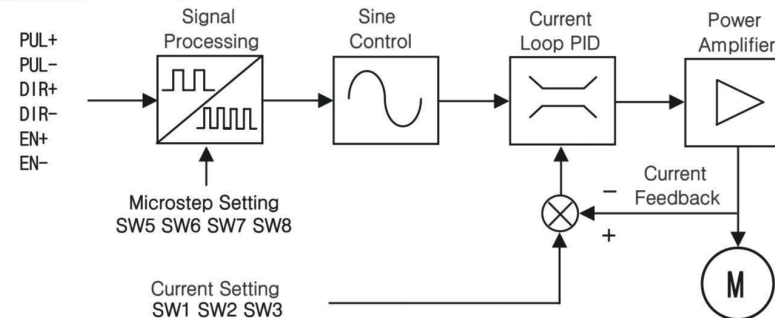 PUL+
PUL-
DIR+
DIR-
EN+
EN-
Signal
Processing
Sine
Control
Current
Loop PID
Power
Amplifier
Microstep Setting
SW5 SW6 SW7 SW8
−
+
Current
Feedback
Current Setting
SW1 SW2 SW3
M